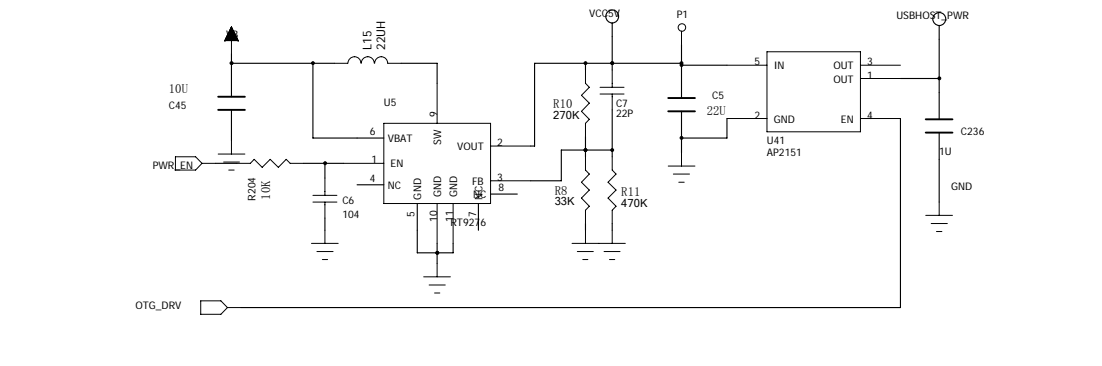 VCC5V
P1
USBHOST_PWR
L15
22UH
10U
C45
U5
9
SW
6
VBAT
VOUT
2
PWR_EN
1
EN
R204
10K
4
NC
FB
3
8
C6
104
GND
GND
GND
5
10
11
7
RT9276
R10
270K
C7
22P
R8
33K
R11
470K
C5
22U
5
IN
OUT
3
OUT
1
2
GND
EN
4
U41
AP2151
C236
1U
GND
OTG_DRV